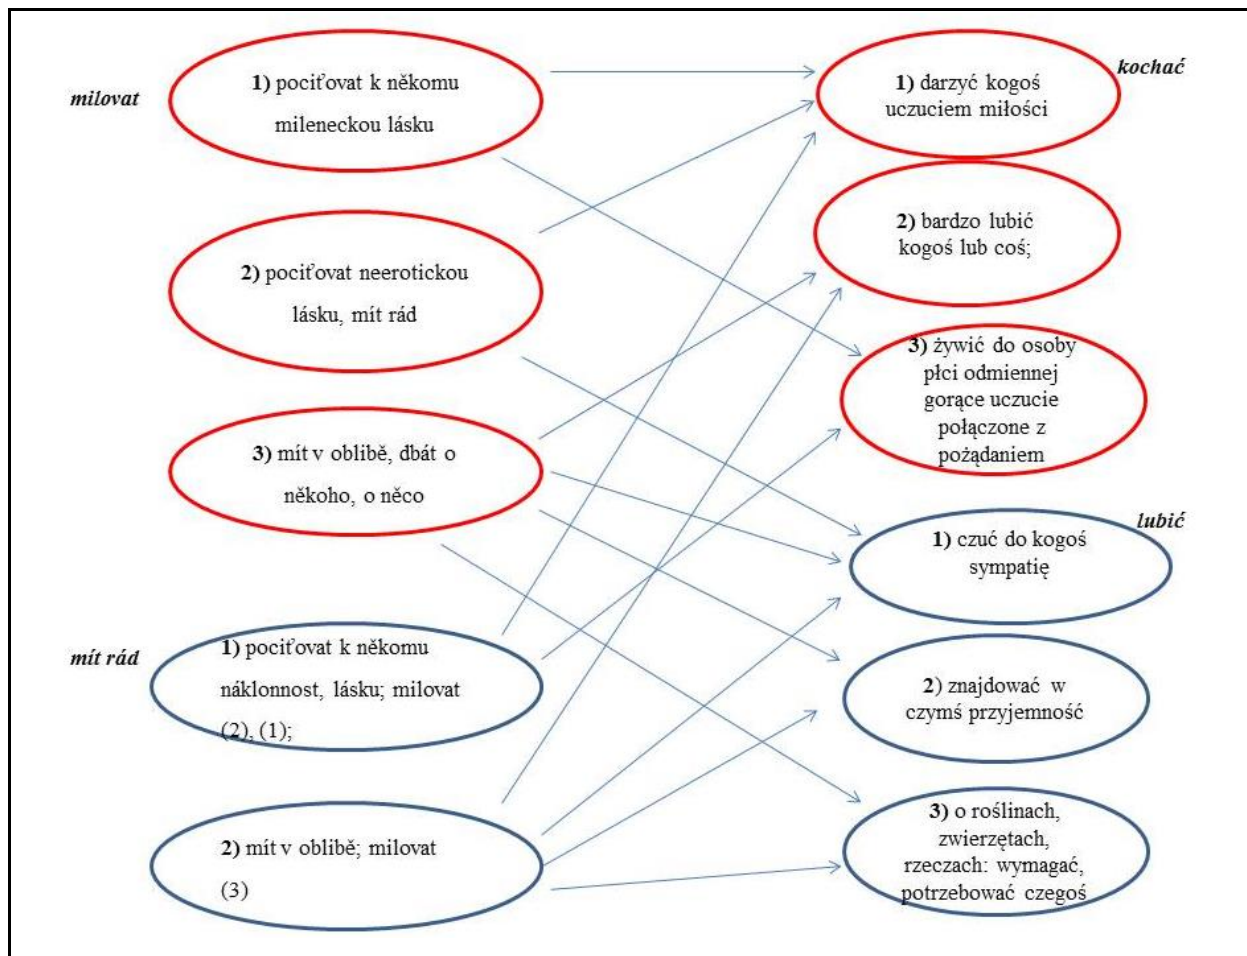 milovat
1) pociťovat k někomu
mileneckou lásku
2) pociťovat neerotickou
lásku, mít rád
3) mít v oblibě, dbát o
někoho, o něco
mít rád
1) pociťovat k někomu
náklonnost, lásku; milovat
(2), (1);
2) mít v oblibě; milovat
(3)
kochać
1) darzyć kogoś
uczuciem miłości
2) bardzo lubić
kogoś lub coś;
3) żywić do osoby
płci odmiennej
gorące uczucie
połączone z
pożądaniem
lubić
1) czuć do kogoś
sympatię
2) znajdować w
czymś przyjemność
3) o roślinach,
zwierzętach,
rzeczach: wymagać,
potrzebować czegoś